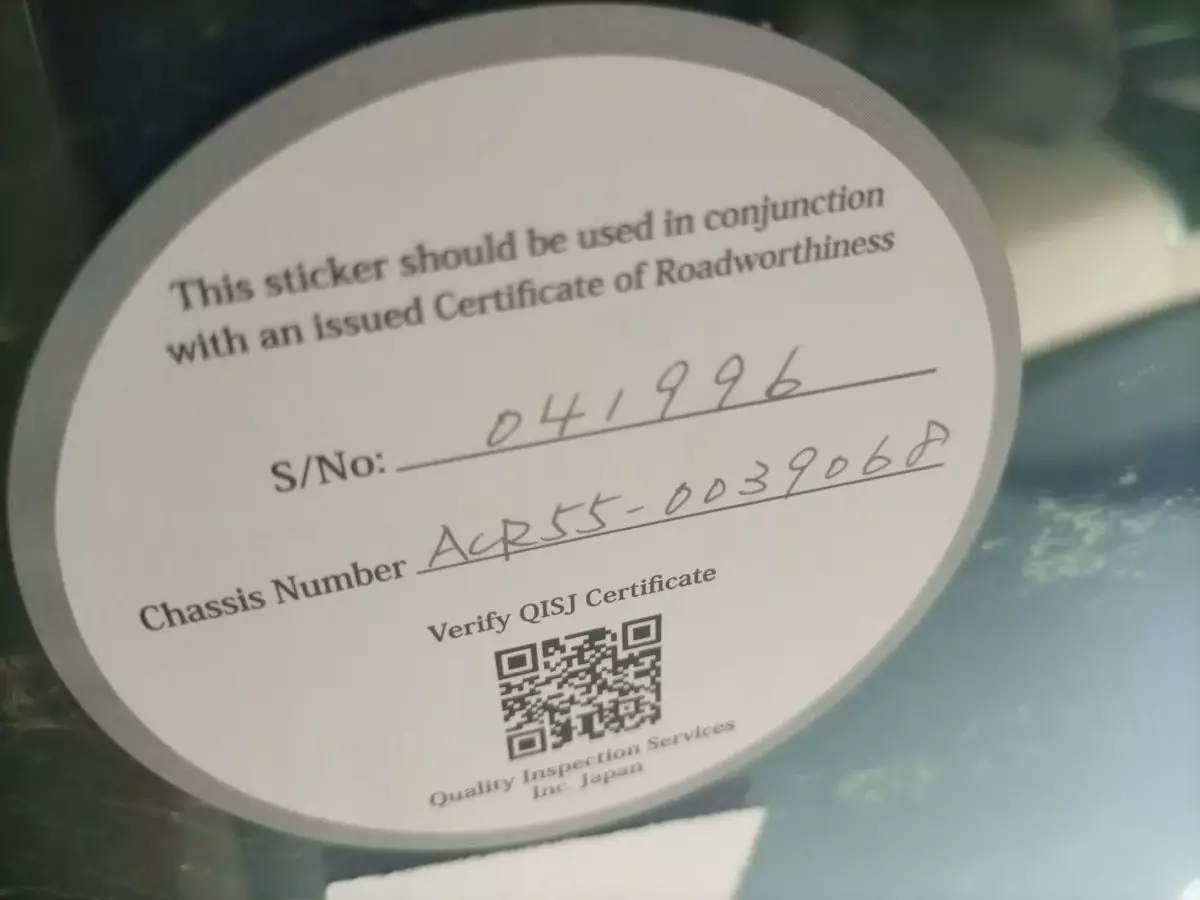 This sticker should be used in conjunction
with an issued Certificate of Roadworthiness
S/No: 041996
Chassis Number ACR55-0039068
Verify QISJ Certificate
Quality Inspection Services
Inc. Japan